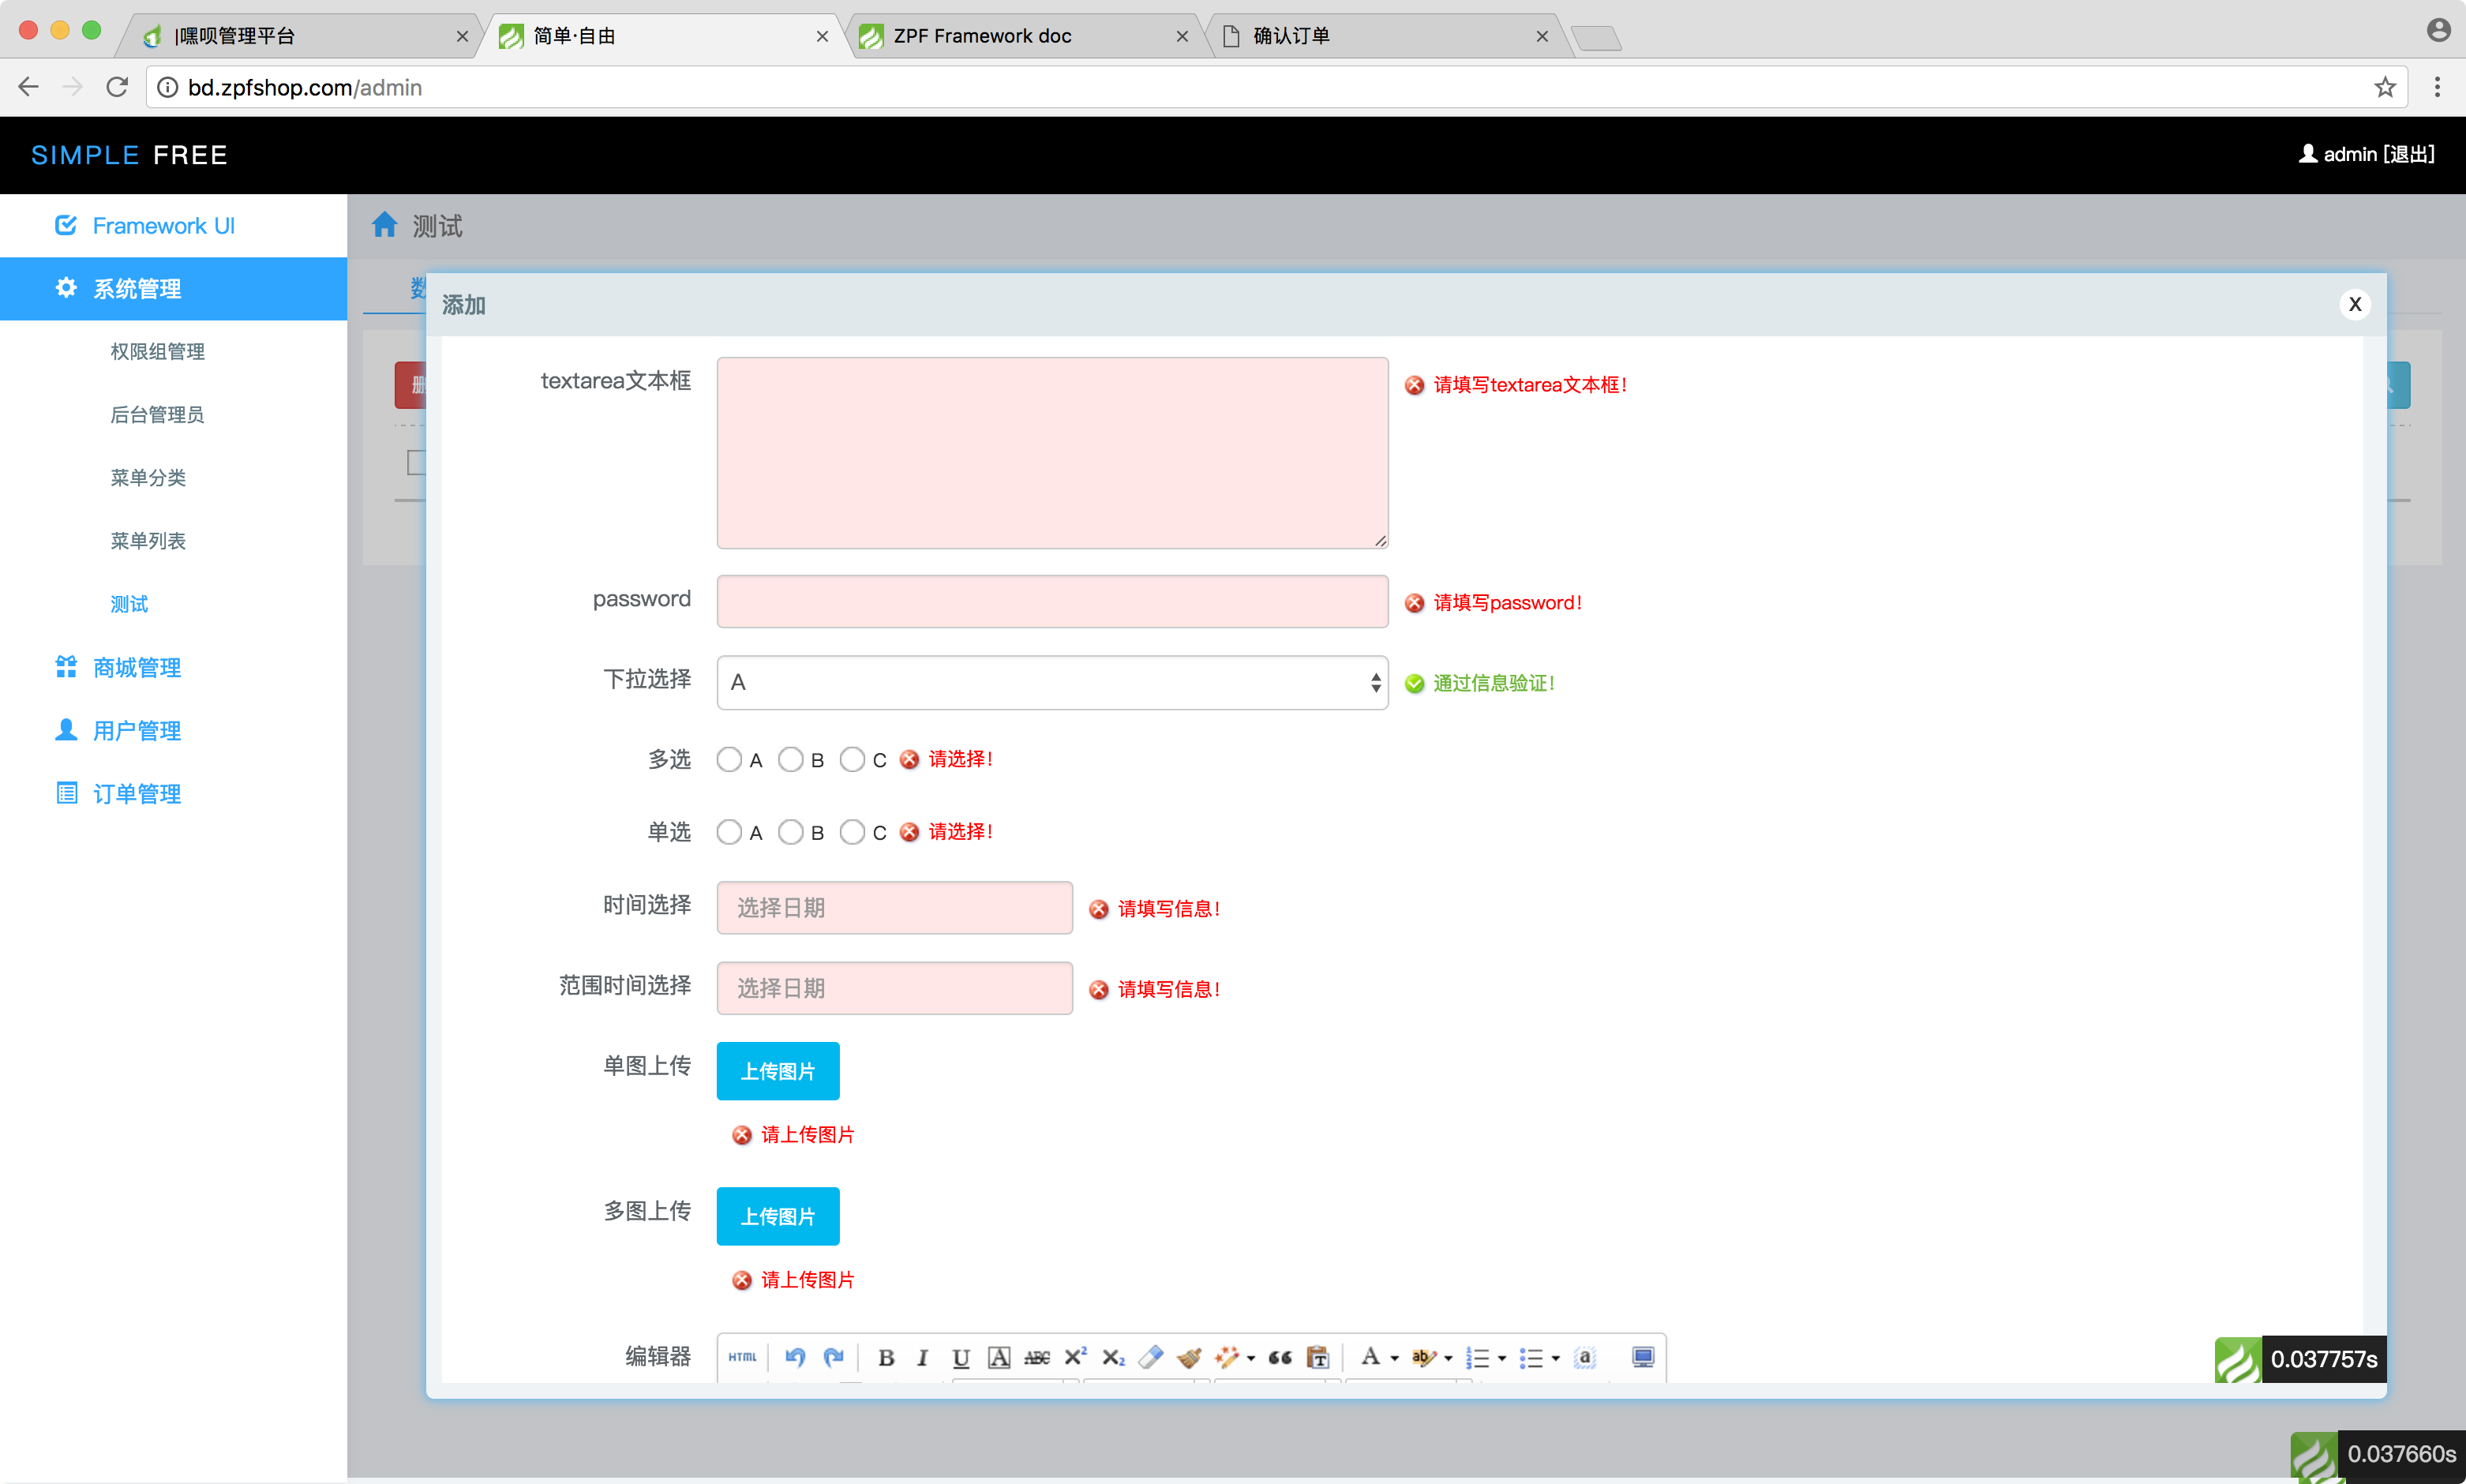 |嘿呗管理平台
简单·自由
ZPF Framework doc
确认订单
bd.zpfshop.com/admin
SIMPLE FREE
admin [退出]
Framework UI
系统管理
权限组管理
后台管理员
菜单分类
菜单列表
测试
商城管理
用户管理
订单管理
测试
添加
X
textarea文本框
请填写textarea文本框！
password
请填写password！
下拉选择
A
通过信息验证！
多选
A B C 请选择！
单选
A B C 请选择！
时间选择
选择日期
请填写信息！
范围时间选择
选择日期
请填写信息！
单图上传
上传图片
请上传图片
多图上传
上传图片
请上传图片
编辑器
HTML
0.037757s
0.037660s